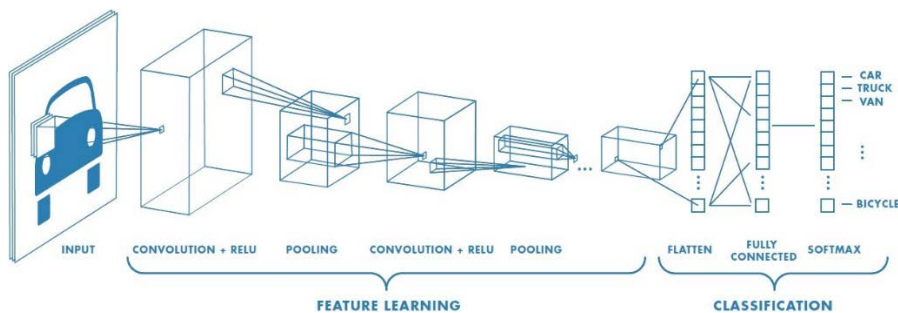 CAR
TRUCK
VAN
BICYCLE
INPUT
CONVOLUTION + RELU
POOLING
CONVOLUTION + RELU
POOLING
FLATTEN
FULLY
CONNECTED
SOFTMAX
FEATURE LEARNING
CLASSIFICATION